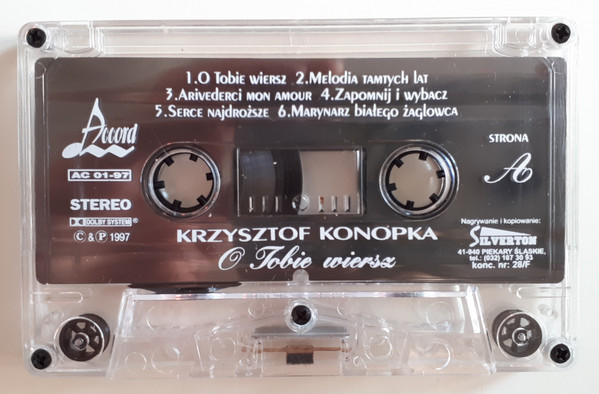 1.O Tobie wiersz 2.Melodia tamtych lat
3.Arivederci mon amour 4.Zapomnij i wybacz
5.Serce najdroższe 6.Marynarz białego żaglowca
Accord
AC 01-97
STEREO
DOLBY SYSTEM®
© & ℗ 1997
STRONA
A
KRZYSZTOF KONOPKA
O Tobie wiersz
Nagrywanie i kopiowanie:
SILVERTON
41-940 PIEKARY ŚLĄSKIE,
tel.: (032) 187 30 93
konc. nr: 28/F